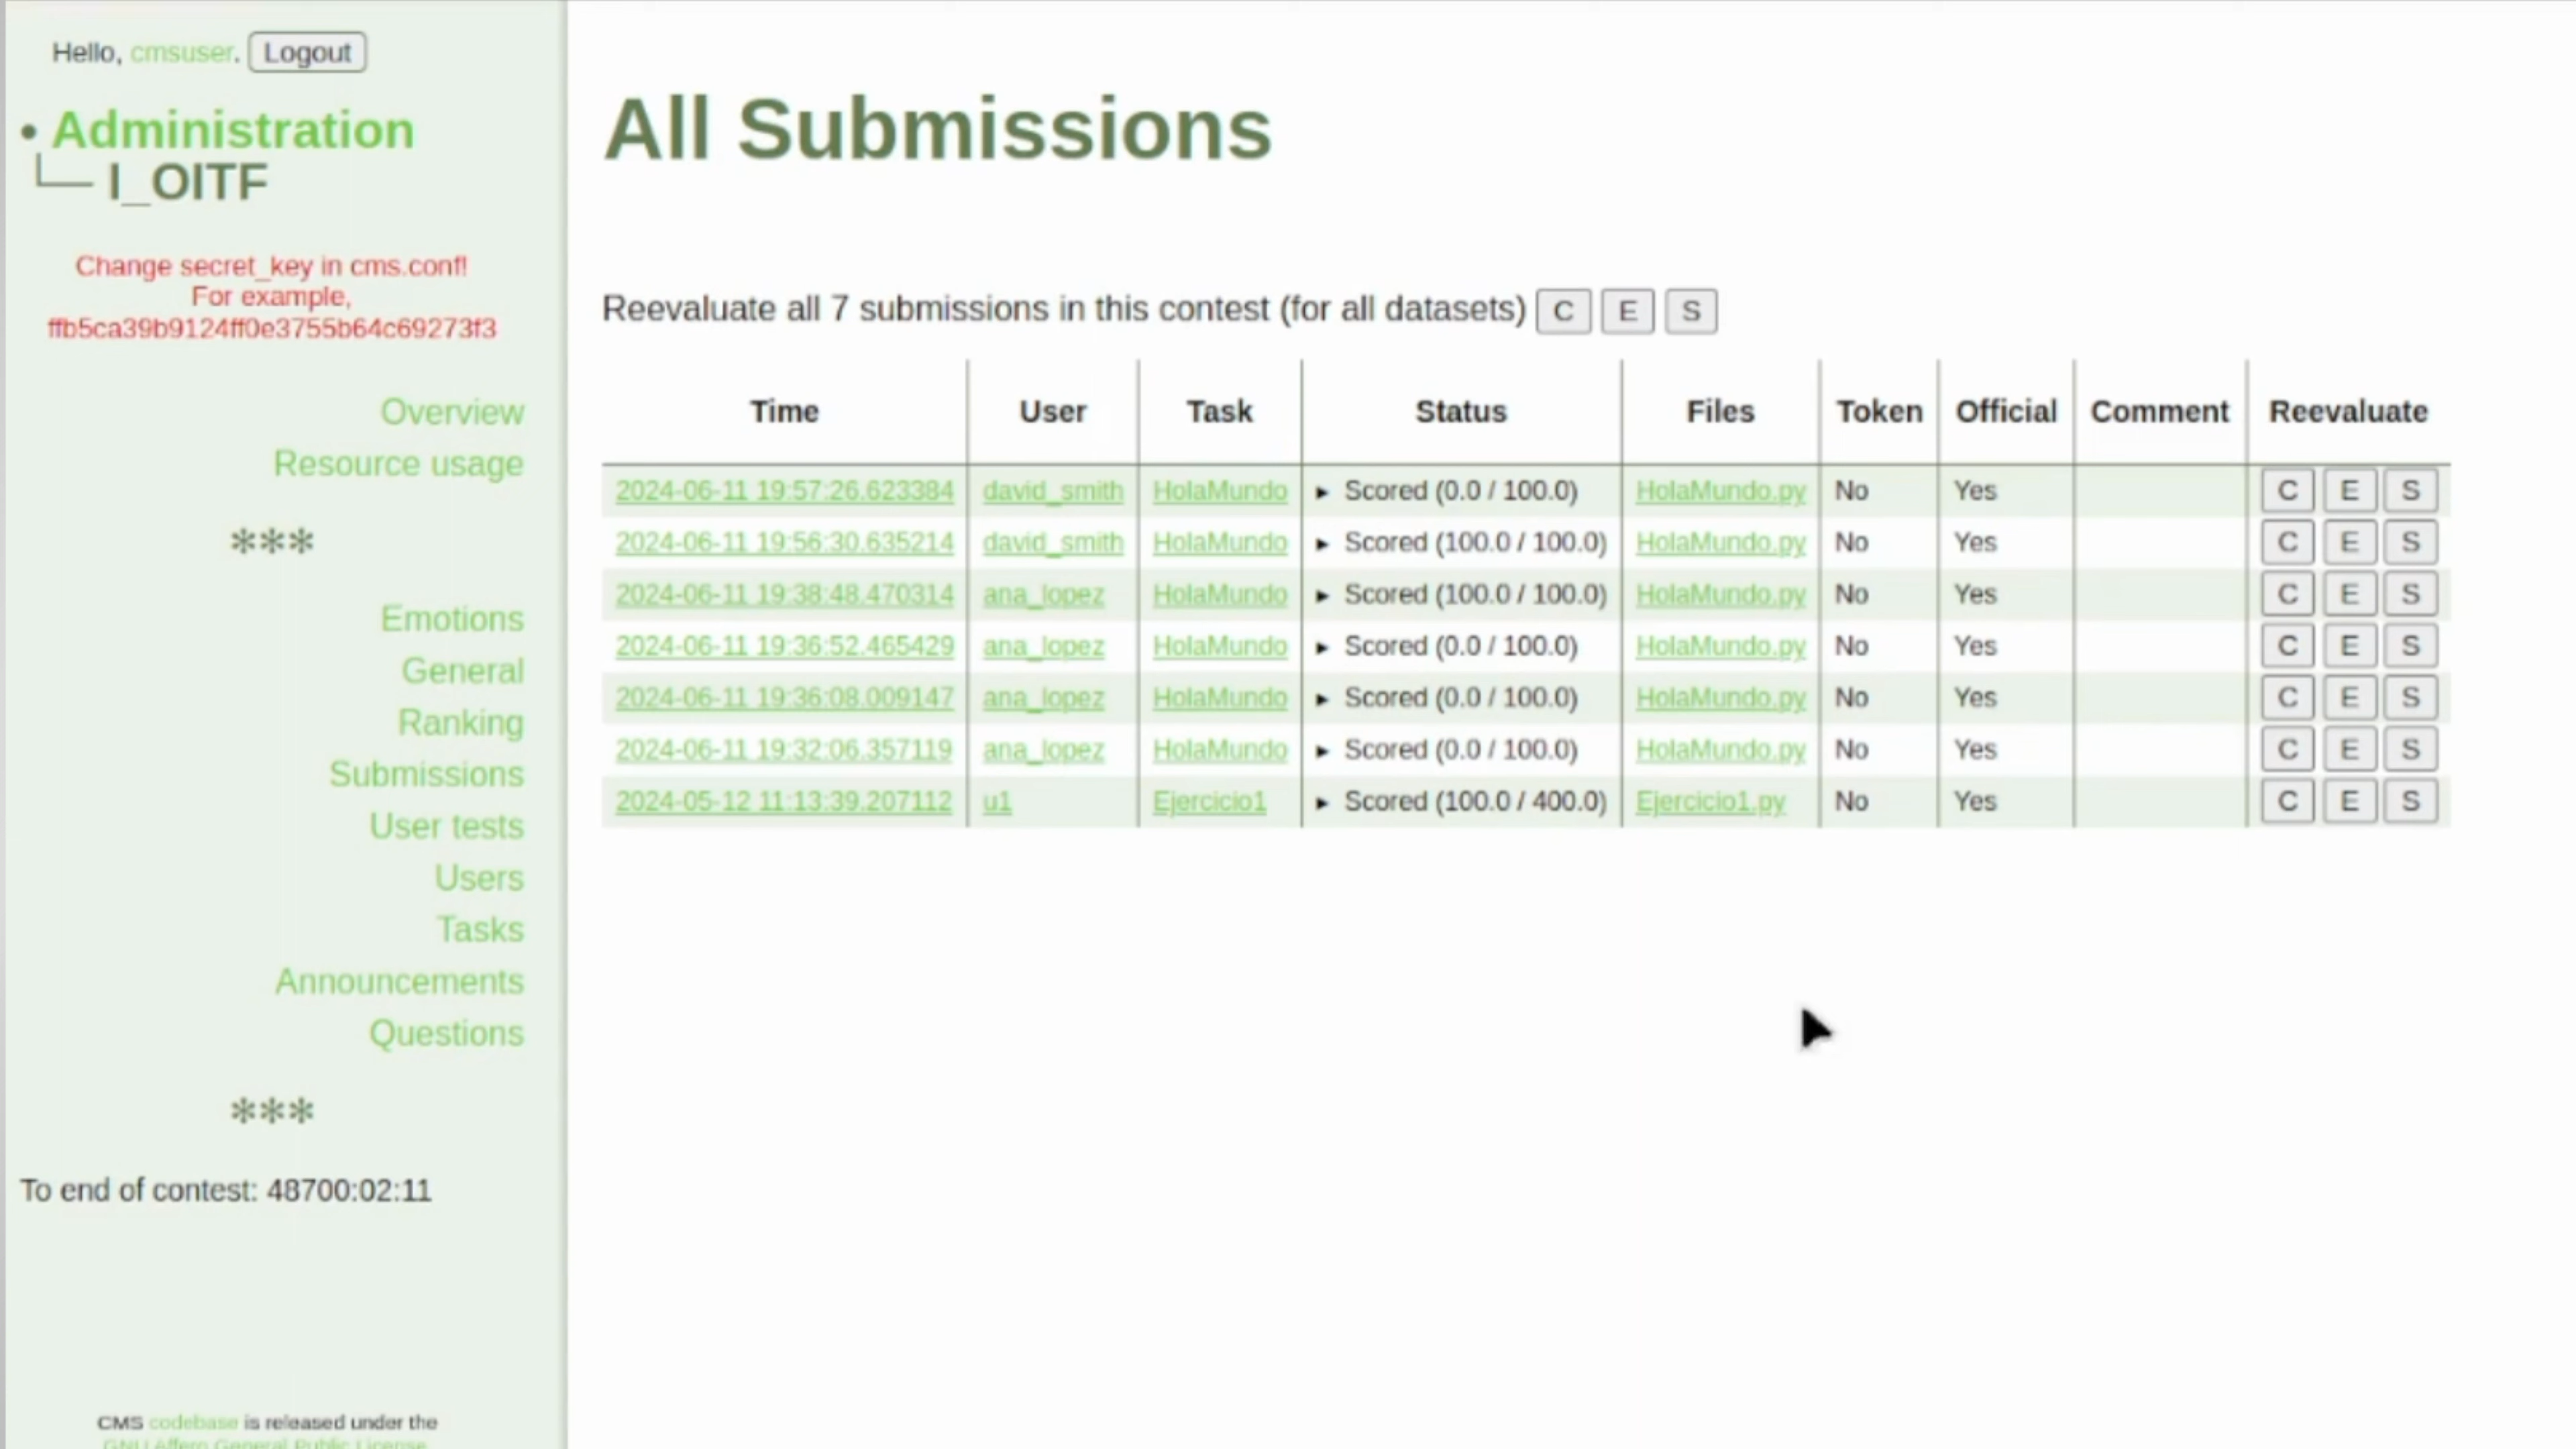 Hello, cmsuser. Logout
• Administration
I_OITF
Change secret_key in cms.conf!
For example,
ffb5ca39b9124ff0e3755b64c69273f3
Overview
Resource usage
***
Emotions
General
Ranking
Submissions
User tests
Users
Tasks
Announcements
Questions
***
To end of contest: 48700:02:11
CMS codebase is released under the
GNU Affero General Public License.
All Submissions
Reevaluate all 7 submissions in this contest (for all datasets) C E S
Time User Task Status Files Token Official Comment Reevaluate
2024-06-11 19:57:26.623384 david_smith HolaMundo ▸ Scored (0.0 / 100.0) HolaMundo.py No Yes C E S
2024-06-11 19:56:30.635214 david_smith HolaMundo ▸ Scored (100.0 / 100.0) HolaMundo.py No Yes C E S
2024-06-11 19:38:48.470314 ana_lopez HolaMundo ▸ Scored (100.0 / 100.0) HolaMundo.py No Yes C E S
2024-06-11 19:36:52.465429 ana_lopez HolaMundo ▸ Scored (0.0 / 100.0) HolaMundo.py No Yes C E S
2024-06-11 19:36:08.009147 ana_lopez HolaMundo ▸ Scored (0.0 / 100.0) HolaMundo.py No Yes C E S
2024-06-11 19:32:06.357119 ana_lopez HolaMundo ▸ Scored (0.0 / 100.0) HolaMundo.py No Yes C E S
2024-05-12 11:13:39.207112 u1 Ejercicio1 ▸ Scored (100.0 / 400.0) Ejercicio1.py No Yes C E S